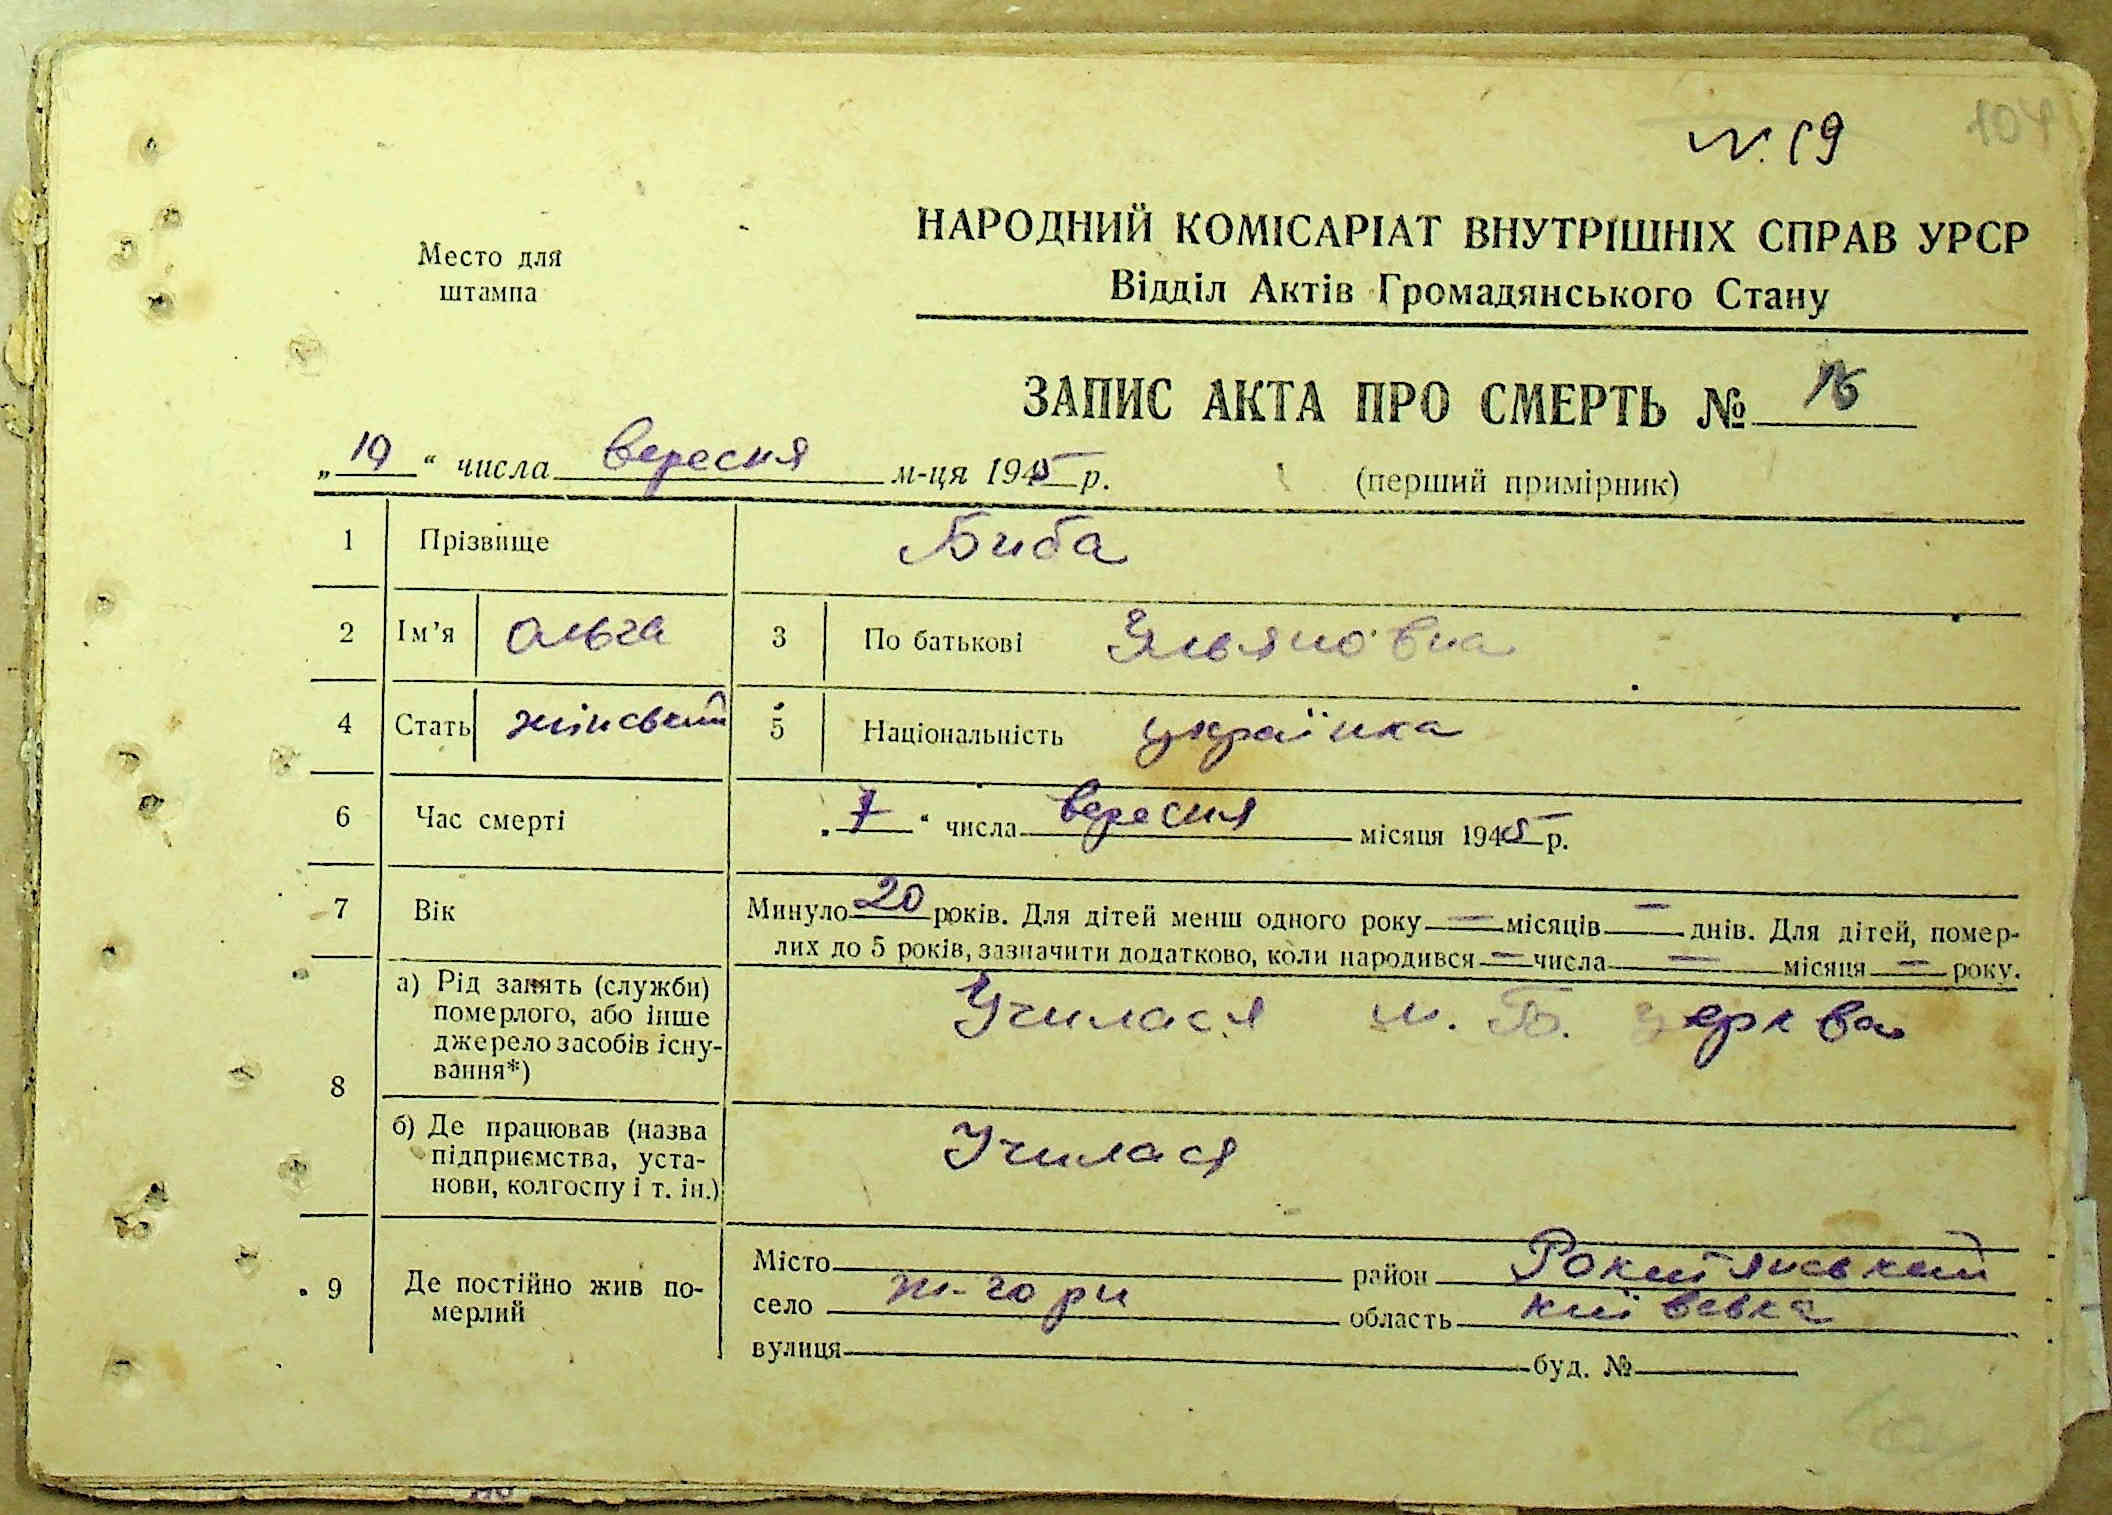 104
N. 19
Место для
штампа
НАРОДНИЙ КОМІСАРІАТ ВНУТРІШНІХ СПРАВ УРСР
Відділ Актів Громадянського Стану
ЗАПИС АКТА ПРО СМЕРТЬ № 16
„19“ числа вересня м-ця 1945 р.
(перший примірник)
1 Прізвище Биба
2 Ім’я Ольга 3 По батькові Ульяновна
4 Стать жінський 5 Національність українка
6 Час смерті „7“ числа вересня місяця 1945 р.
7 Вік Минуло 20 років. Для дітей менш одного року — місяців — днів. Для дітей, помер-
лих до 5 років, зазначити додатково, коли народився — числа — місяця — року.
8 а) Рід занять (служби)
померлого, або інше
джерело засобів існу-
вання*)
Училася м. Б. Церква
б) Де працював (назва
підприємства, уста-
нови, колгоспу і т. ін.)
Училася
9 Де постійно жив по-
мерлий
Місто район Рокитянський
село ж-гори область київська
вулиця буд. №